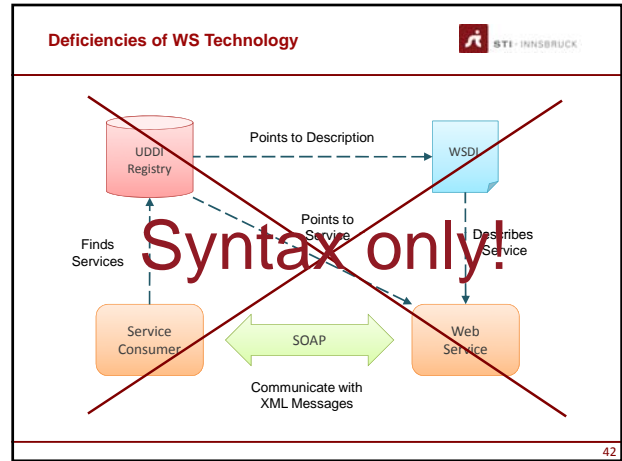 Deficiencies of WS Technology
STI · INNSBRUCK
UDDI
Registry
Points to Description
WSDL
Finds
Services
Points to
Service
Describes
Service
Syntax only!
Service
Consumer
SOAP
Web
Service
Communicate with
XML Messages
42